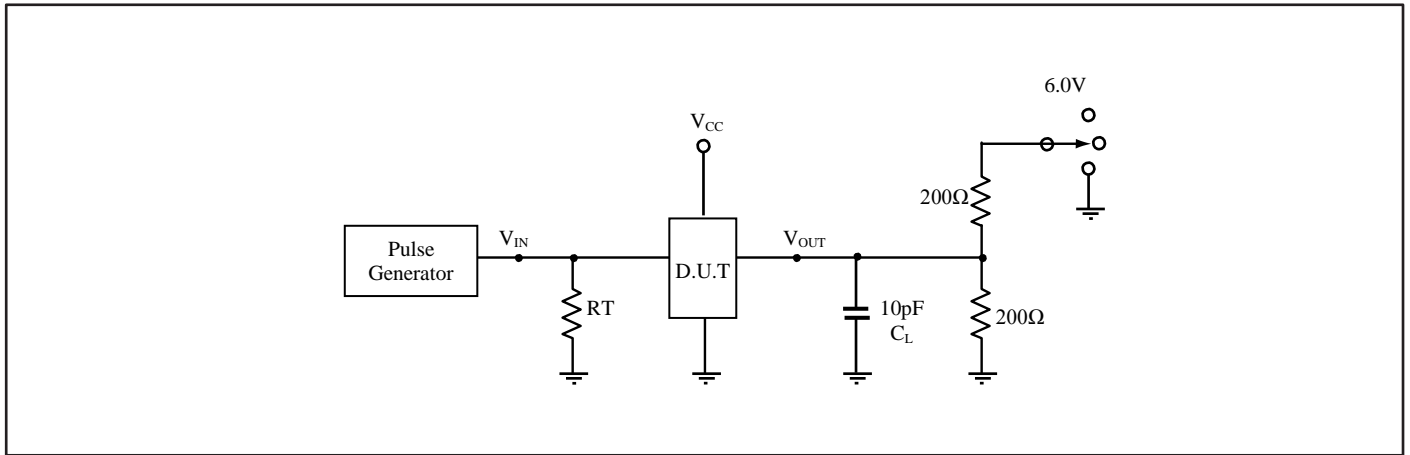 6.0V
V_CC
200Ω
V_IN
V_OUT
Pulse
Generator
D.U.T
RT
10pF
C_L
200Ω